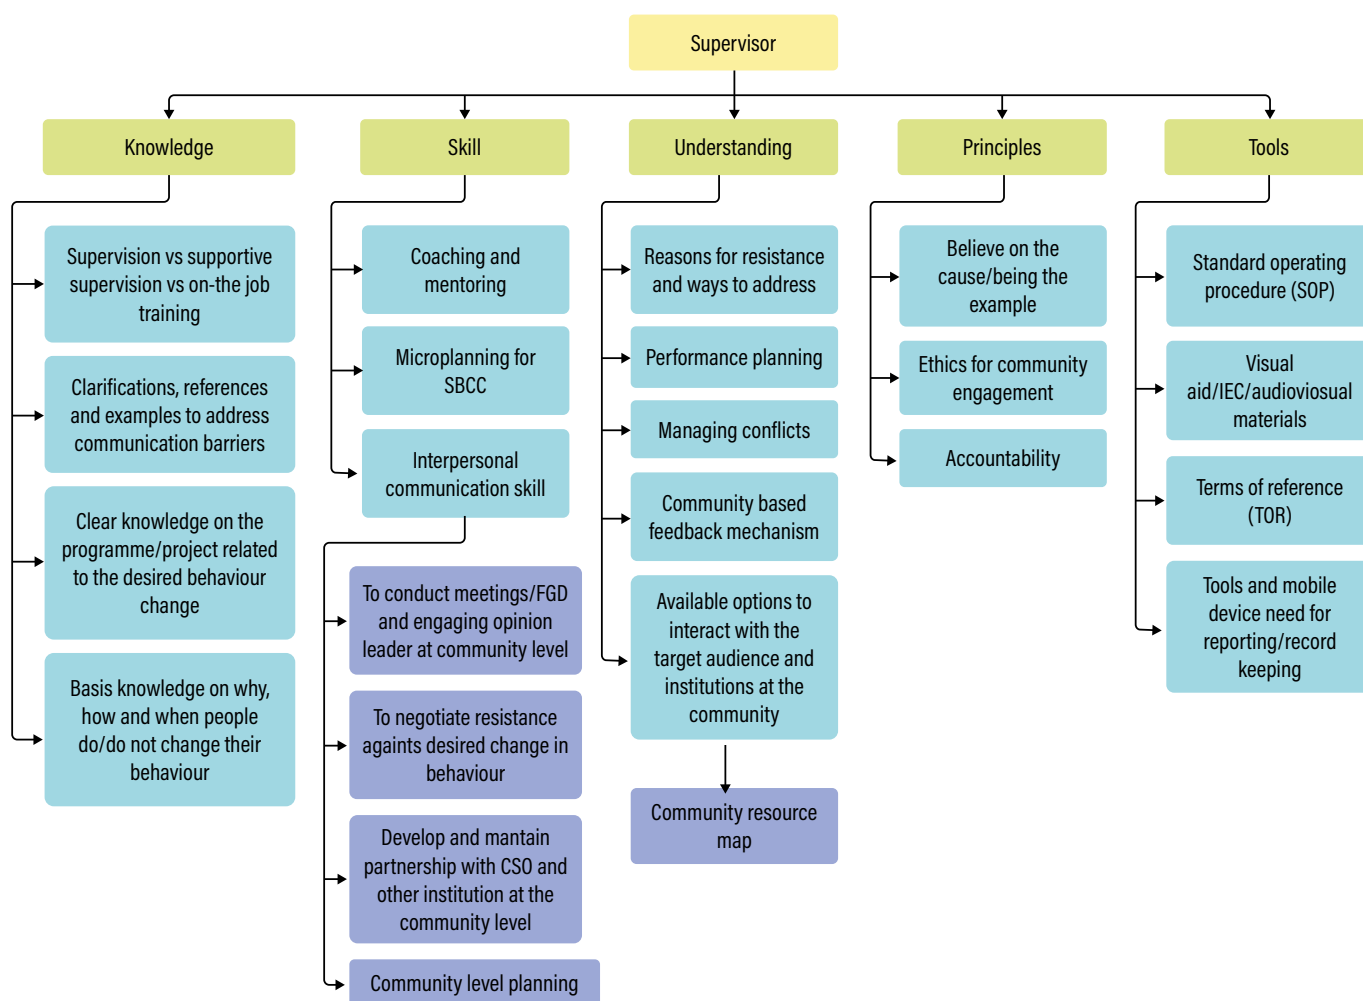 Supervisor
Knowledge
Skill
Understanding
Principles
Tools
Supervision vs supportive
supervision vs on-the job
training
Clarifications, references
and examples to address
communication barriers
Clear knowledge on the
programme/project related
to the desired behaviour
change
Basis knowledge on why,
how and when people
do/do not change their
behaviour
Coaching and
mentoring
Microplanning for
SBCC
Interpersonal
communication skill
To conduct meetings/FGD
and engaging opinion
leader at community level
To negotiate resistance
againts desired change in
behaviour
Develop and mantain
partnership with CSO and
other institution at the
community level
Community level planning
Reasons for resistance
and ways to address
Performance planning
Managing conflicts
Community based
feedback mechanism
Available options to
interact with the
target audience and
institutions at the
community
Community resource
map
Believe on the
cause/being the
example
Ethics for community
engagement
Accountability
Standard operating
procedure (SOP)
Visual
aid/IEC/audioviosual
materials
Terms of reference
(TOR)
Tools and mobile
device need for
reporting/record
keeping